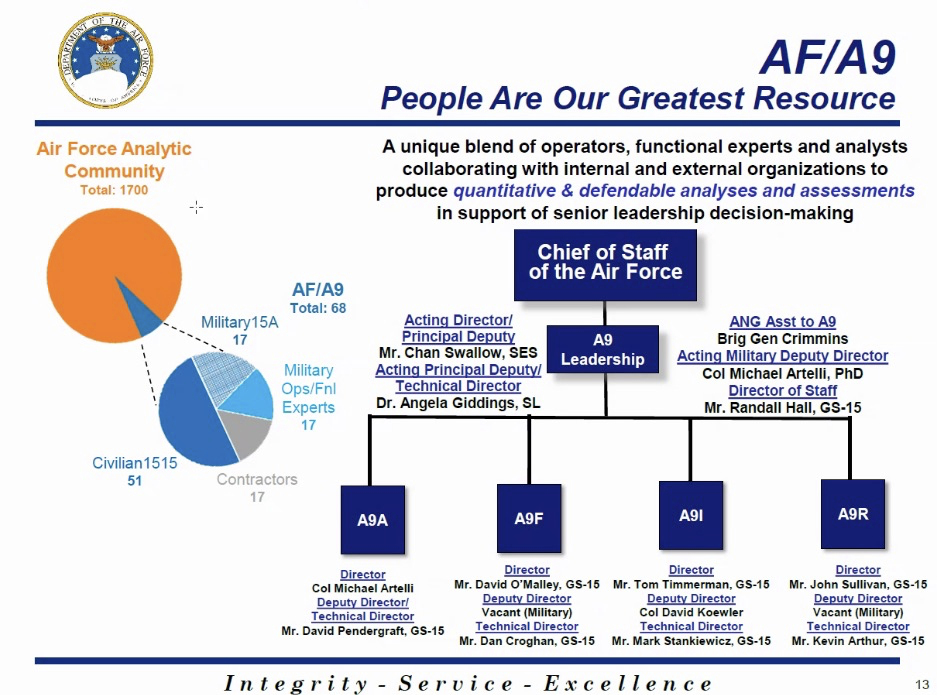 DEPARTMENT OF THE AIR FORCE
AF/A9
People Are Our Greatest Resource
Air Force Analytic
Community
Total: 1700
A unique blend of operators, functional experts and analysts
collaborating with internal and external organizations to
produce quantitative & defendable analyses and assessments
in support of senior leadership decision-making
AF/A9
Total: 68
Military15A
17
Military
Ops/Fnl
Experts
17
Civilian1515
51
Contractors
17
Chief of Staff
of the Air Force
Acting Director/
Principal Deputy
Mr. Chan Swallow, SES
Acting Principal Deputy/
Technical Director
Dr. Angela Giddings, SL
A9
Leadership
ANG Asst to A9
Brig Gen Crimmins
Acting Military Deputy Director
Col Michael Artelli, PhD
Director of Staff
Mr. Randall Hall, GS-15
A9A
Director
Col Michael Artelli
Deputy Director/
Technical Director
Mr. David Pendergraft, GS-15
A9F
Director
Mr. David O'Malley, GS-15
Deputy Director
Vacant (Military)
Technical Director
Mr. Dan Croghan, GS-15
A9I
Director
Mr. Tom Timmerman, GS-15
Deputy Director
Col David Koewler
Technical Director
Mr. Mark Stankiewicz, GS-15
A9R
Director
Mr. John Sullivan, GS-15
Deputy Director
Vacant (Military)
Technical Director
Mr. Kevin Arthur, GS-15
Integrity - Service - Excellence
13